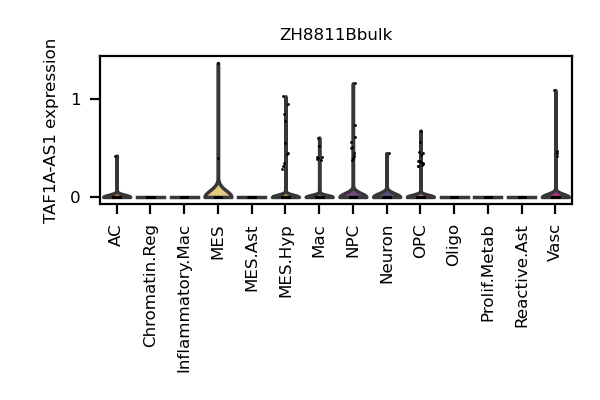 ZH8811Bbulk
TAF1A-AS1 expression
1
0
AC
Chromatin.Reg
Inflammatory.Mac
MES
MES.Ast
MES.Hyp
Mac
NPC
Neuron
OPC
Oligo
Prolif.Metab
Reactive.Ast
Vasc